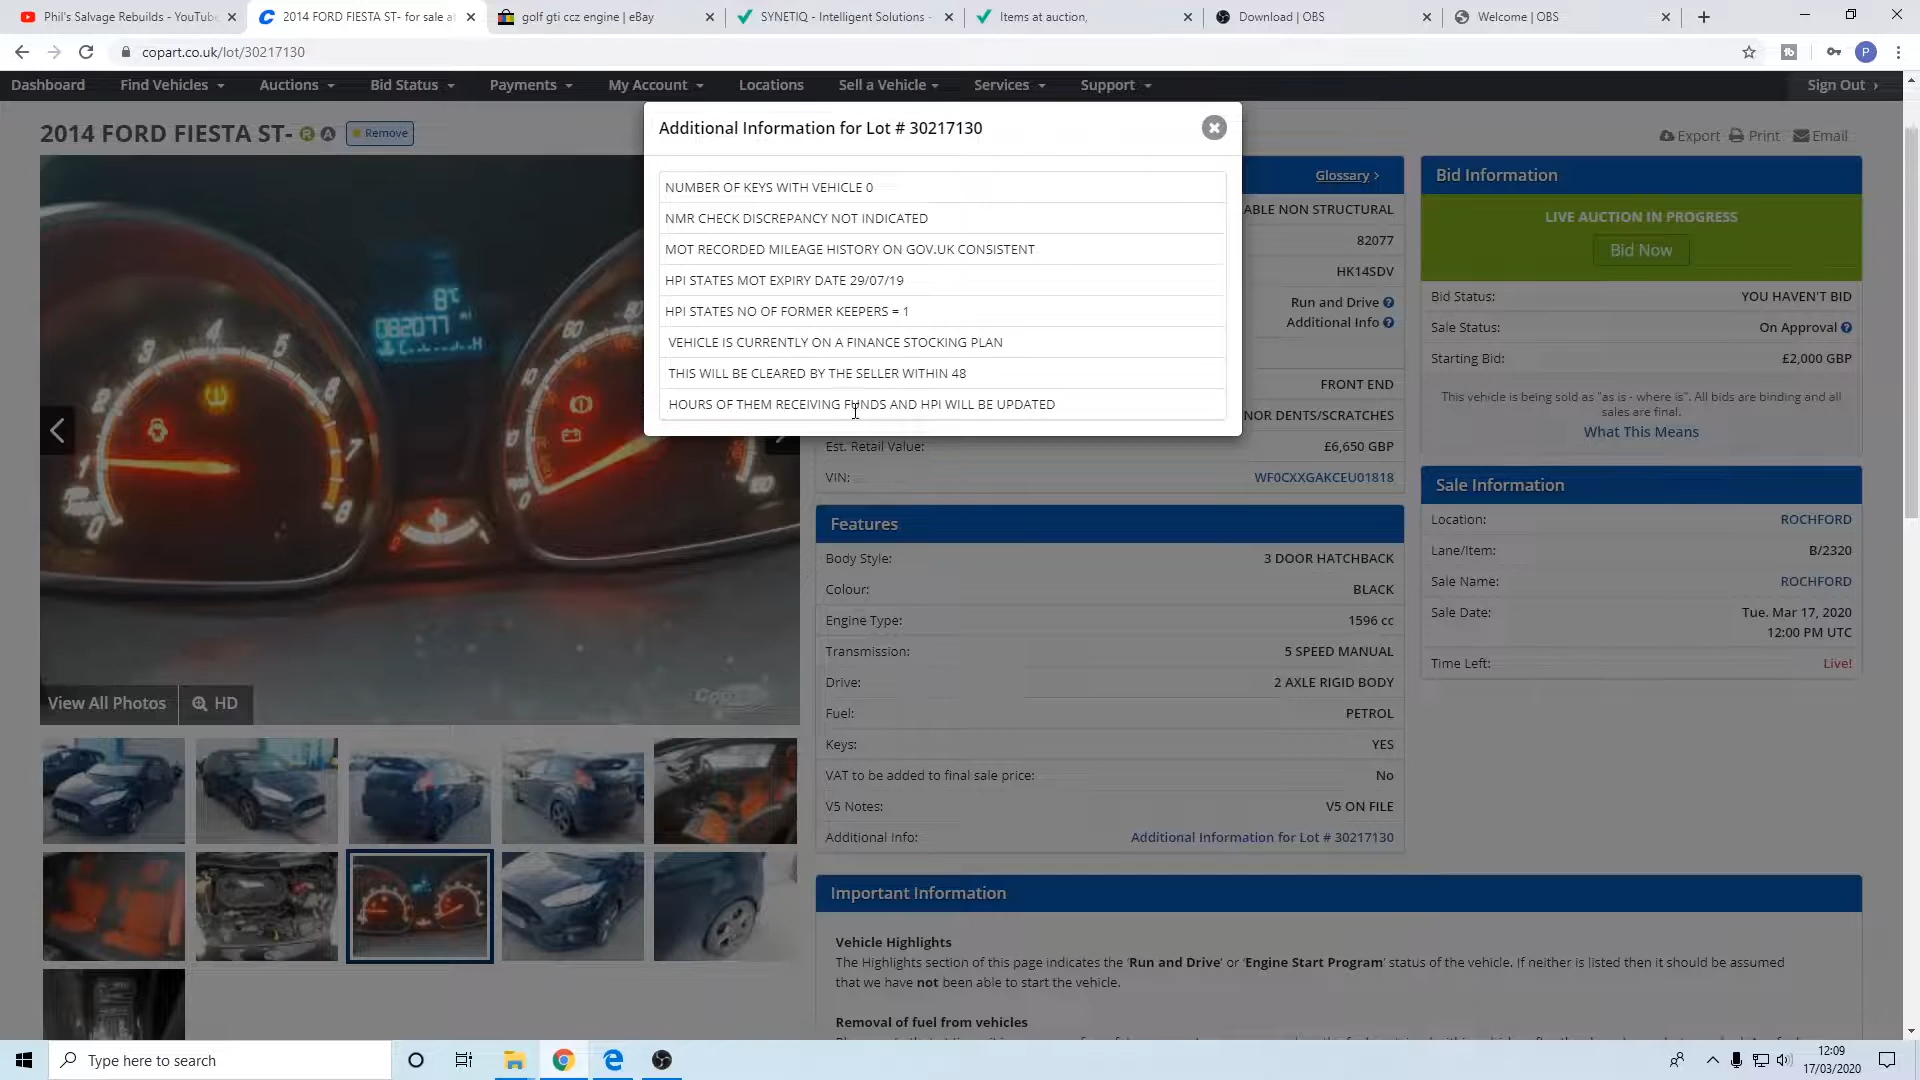 Phil's Salvage Rebuilds - YouTube
2014 FORD FIESTA ST- for sale at
golf gti ccz engine | eBay
SYNETIQ - Intelligent Solutions -
Items at auction,
Download | OBS
Welcome | OBS
copart.co.uk/lot/30217130
P
Dashboard
Find Vehicles
Auctions
Bid Status
Payments
My Account
Locations
Sell a Vehicle
Services
Support
Sign Out
2014 FORD FIESTA ST-
R
A
Remove
Export
Print
Email
Additional Information for Lot # 30217130
NUMBER OF KEYS WITH VEHICLE 0
NMR CHECK DISCREPANCY NOT INDICATED
MOT RECORDED MILEAGE HISTORY ON GOV.UK CONSISTENT
HPI STATES MOT EXPIRY DATE 29/07/19
HPI STATES NO OF FORMER KEEPERS = 1
VEHICLE IS CURRENTLY ON A FINANCE STOCKING PLAN
THIS WILL BE CLEARED BY THE SELLER WITHIN 48
HOURS OF THEM RECEIVING FUNDS AND HPI WILL BE UPDATED
8℃
082077
View All Photos
HD
Glossary
ABLE NON STRUCTURAL
82077
HK14SDV
Run and Drive
Additional Info
FRONT END
NOR DENTS/SCRATCHES
Est. Retail Value: £6,650 GBP
VIN: WF0CXXGAKCEU01818
Features
Body Style: 3 DOOR HATCHBACK
Colour: BLACK
Engine Type: 1596 cc
Transmission: 5 SPEED MANUAL
Drive: 2 AXLE RIGID BODY
Fuel: PETROL
Keys: YES
VAT to be added to final sale price: No
V5 Notes: V5 ON FILE
Additional Info: Additional Information for Lot # 30217130
Bid Information
LIVE AUCTION IN PROGRESS
Bid Now
Bid Status: YOU HAVEN'T BID
Sale Status: On Approval
Starting Bid: £2,000 GBP
This vehicle is being sold as "as is - where is". All bids are binding and all
sales are final.
What This Means
Sale Information
Location: ROCHFORD
Lane/Item: B/2320
Sale Name: ROCHFORD
Sale Date: Tue. Mar 17, 2020
12:00 PM UTC
Time Left: Live!
Important Information
Vehicle Highlights
The Highlights section of this page indicates the 'Run and Drive' or 'Engine Start Program' status of the vehicle. If neither is listed then it should be assumed
that we have not been able to start the vehicle.
Removal of fuel from vehicles
Type here to search
12:09
17/03/2020